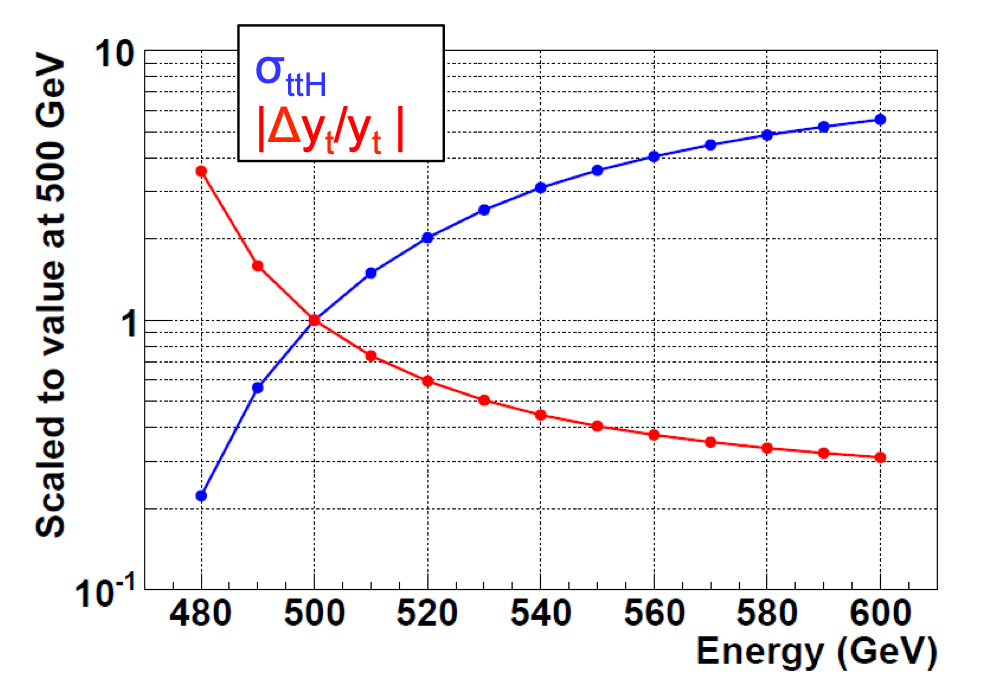 σttH
|Δyt/yt |
Scaled to value at 500 GeV
10
1
10-1
480 500 520 540 560 580 600
Energy (GeV)